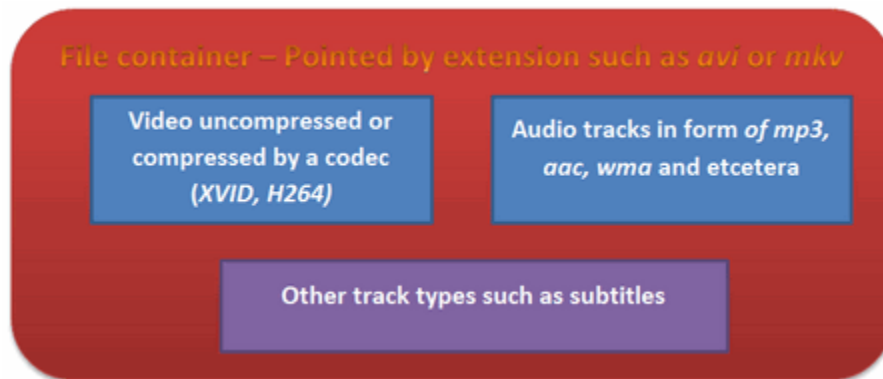 File container – Pointed by extension such as avi or mkv
Video uncompressed or
compressed by a codec
(XVID, H264)
Audio tracks in form of mp3,
aac, wma and etcetera
Other track types such as subtitles